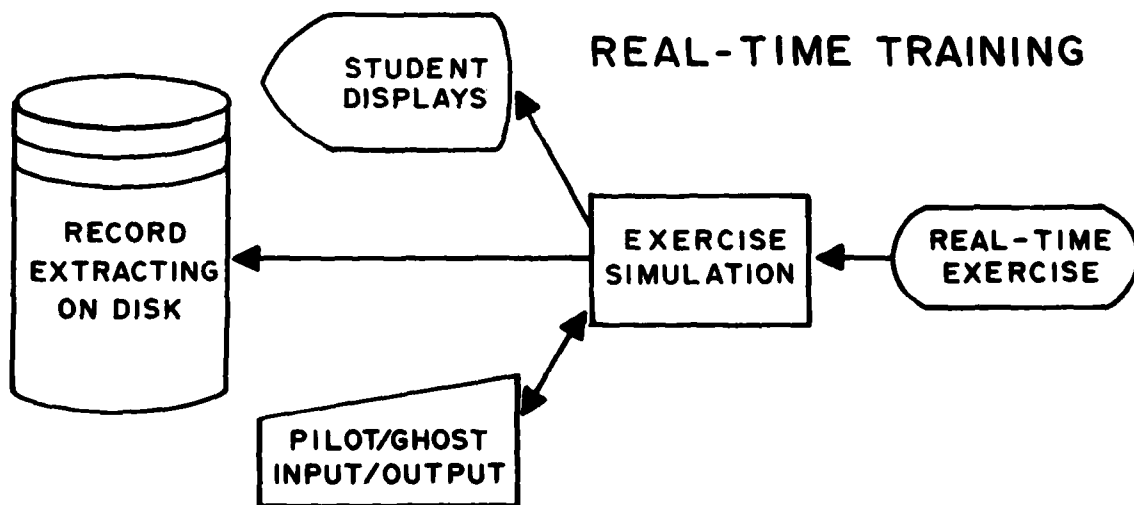 REAL-TIME TRAINING
STUDENT
DISPLAYS
RECORD
EXTRACTING
ON DISK
EXERCISE
SIMULATION
REAL-TIME
EXERCISE
PILOT/GHOST
INPUT/OUTPUT